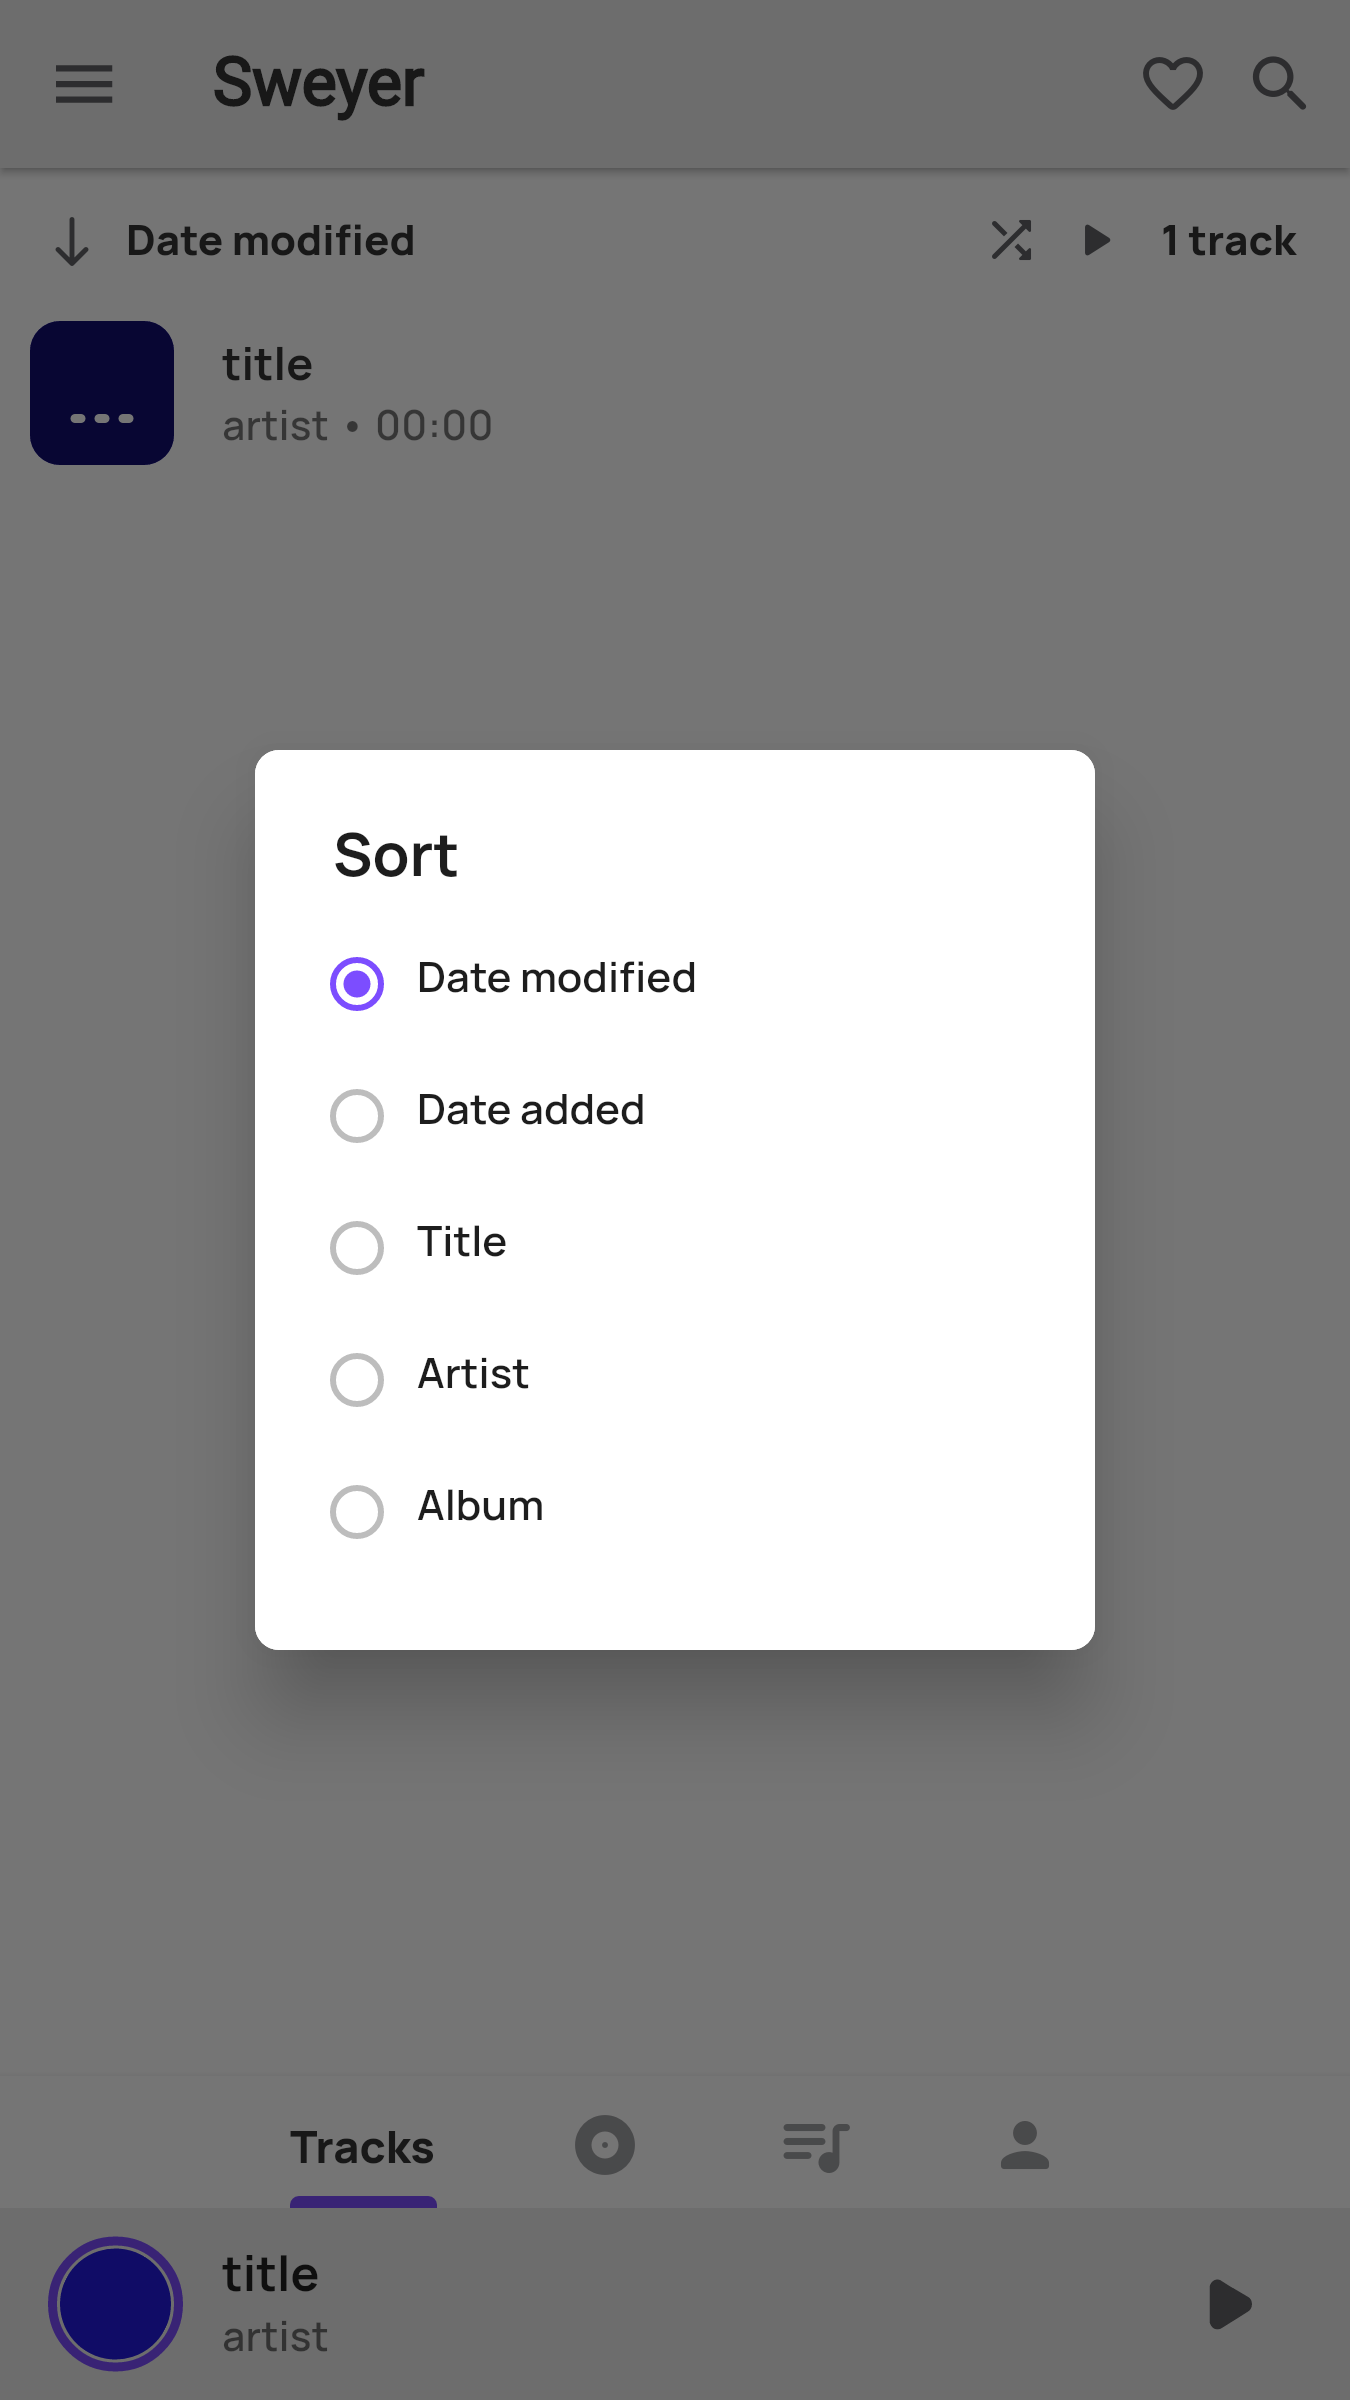 Sweyer
Date modified
1 track
title
artist • 00:00
Sort
Date modified
Date added
Title
Artist
Album
Tracks
title
artist